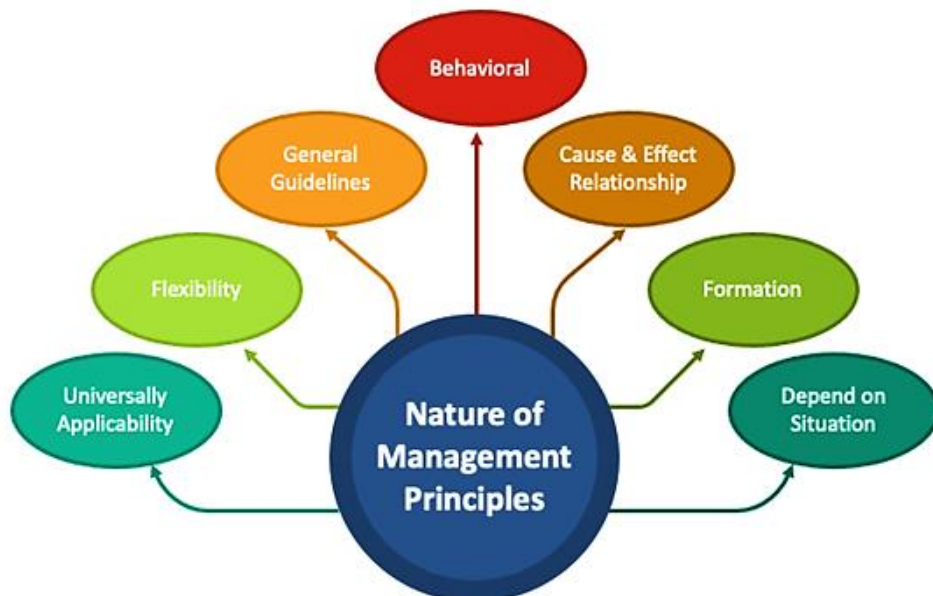 Behavioral
General
Guidelines
Cause & Effect
Relationship
Flexibility
Formation
Universally
Applicability
Depend on
Situation
Nature of
Management
Principles